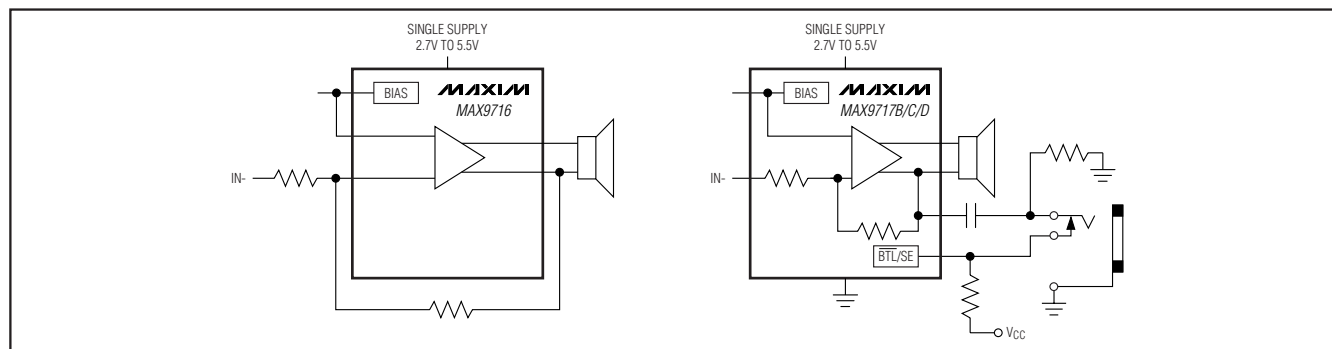 SINGLE SUPPLY
2.7V TO 5.5V
BIAS
MAXIM
MAX9716
IN-
SINGLE SUPPLY
2.7V TO 5.5V
BIAS
MAXIM
MAX9717B/C/D
IN-
BTL/SE
VCC